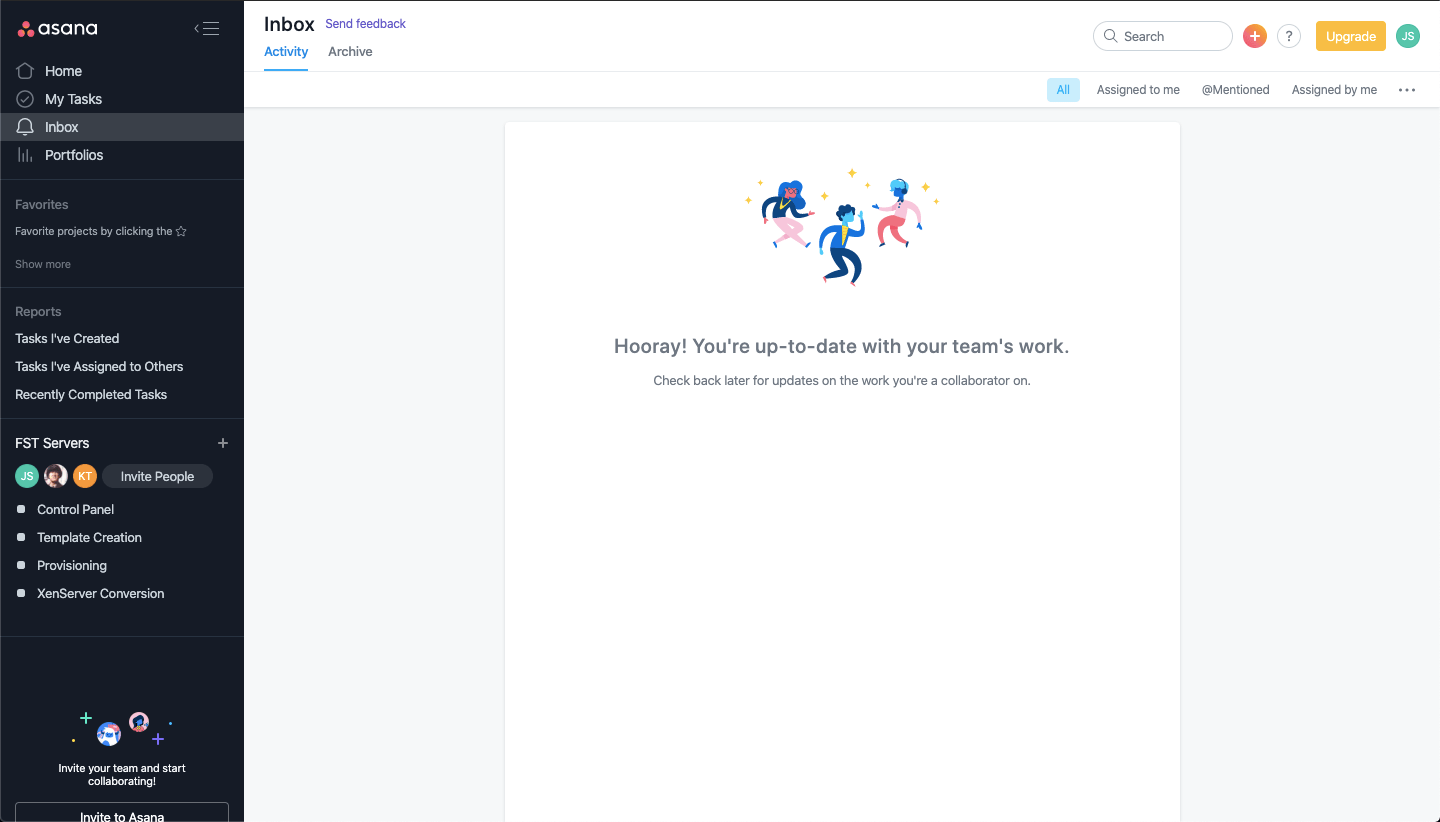 asana
Home
My Tasks
Inbox
Portfolios
Favorites
Favorite projects by clicking the
Show more
Reports
Tasks I've Created
Tasks I've Assigned to Others
Recently Completed Tasks
FST Servers
JS
KT
Invite People
Control Panel
Template Creation
Provisioning
XenServer Conversion
Invite your team and start
collaborating!
Invite to Asana
Inbox
Send feedback
Activity
Archive
Search
?
Upgrade
JS
All
Assigned to me
@Mentioned
Assigned by me
Hooray! You're up-to-date with your team's work.
Check back later for updates on the work you're a collaborator on.